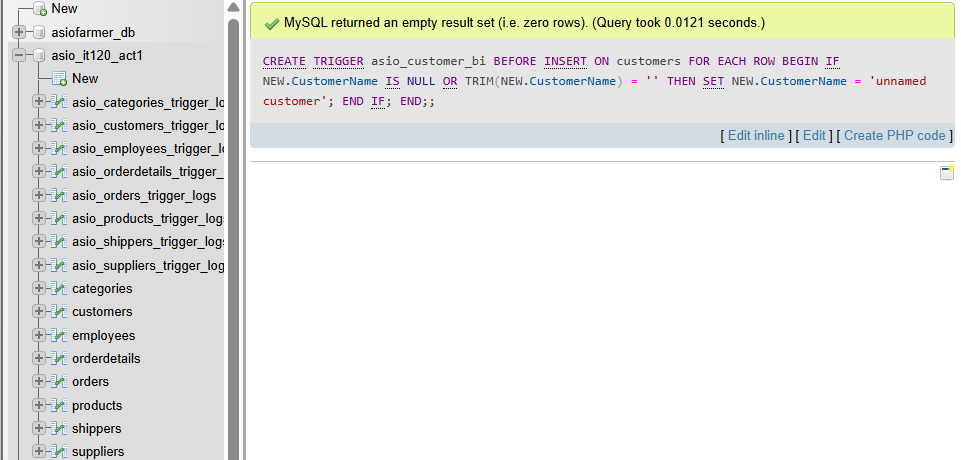 New
asiofarmer_db
asio_it120_act1
New
asio_categories_trigger_lo
asio_customers_trigger_lo
asio_employees_trigger_l
asio_orderdetails_trigger_
asio_orders_trigger_logs
asio_products_trigger_log
asio_shippers_trigger_log
asio_suppliers_trigger_log
categories
customers
employees
orderdetails
orders
products
shippers
suppliers
MySQL returned an empty result set (i.e. zero rows). (Query took 0.0121 seconds.)
CREATE TRIGGER asio_customer_bi BEFORE INSERT ON customers FOR EACH ROW BEGIN IF
NEW.CustomerName IS NULL OR TRIM(NEW.CustomerName) = '' THEN SET NEW.CustomerName = 'unnamed
customer'; END IF; END;;
[ Edit inline ] [ Edit ] [ Create PHP code ]